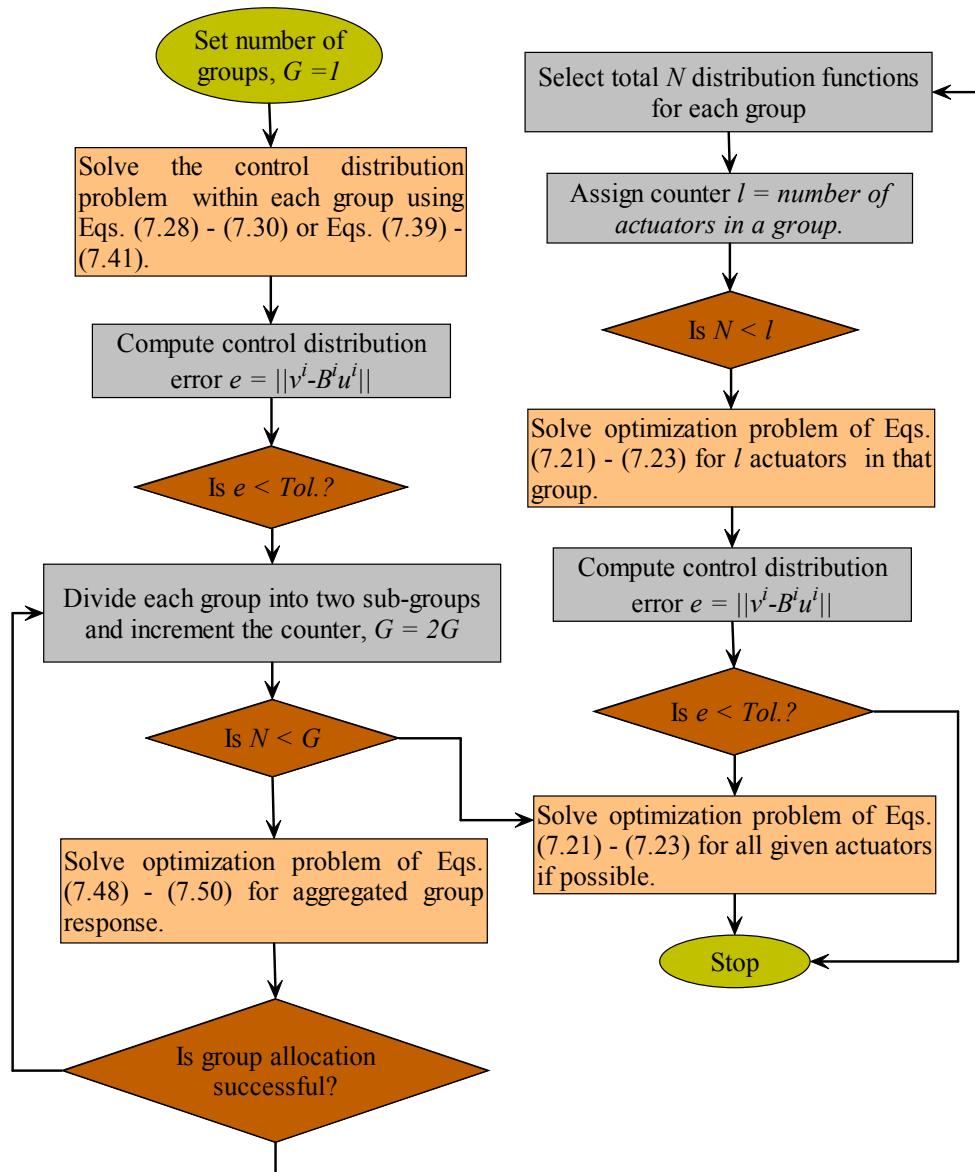 Set number of
groups, G =1
Solve the control distribution
problem within each group using
Eqs. (7.28) - (7.30) or Eqs. (7.39) -
(7.41).
Compute control distribution
error e = ||vⁱ-Bⁱuⁱ||
Is e < Tol.?
Divide each group into two sub-groups
and increment the counter, G = 2G
Is N < G
Solve optimization problem of Eqs.
(7.48) - (7.50) for aggregated group
response.
Is group allocation
successful?
Select total N distribution functions
for each group
Assign counter l = number of
actuators in a group.
Is N < l
Solve optimization problem of Eqs.
(7.21) - (7.23) for l actuators in that
group.
Compute control distribution
error e = ||vⁱ-Bⁱuⁱ||
Is e < Tol.?
Solve optimization problem of Eqs.
(7.21) - (7.23) for all given actuators
if possible.
Stop